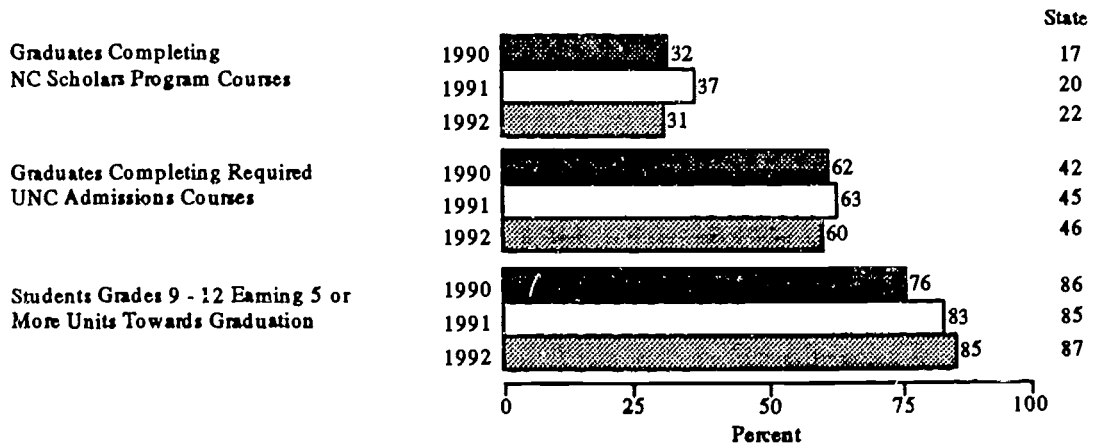 State
Graduates Completing
NC Scholars Program Courses
1990 32 17
1991 37 20
1992 31 22
Graduates Completing Required
UNC Admissions Courses
1990 62 42
1991 63 45
1992 60 46
Students Grades 9 - 12 Earning 5 or
More Units Towards Graduation
1990 76 86
1991 83 85
1992 85 87
0 25 50 75 100
Percent